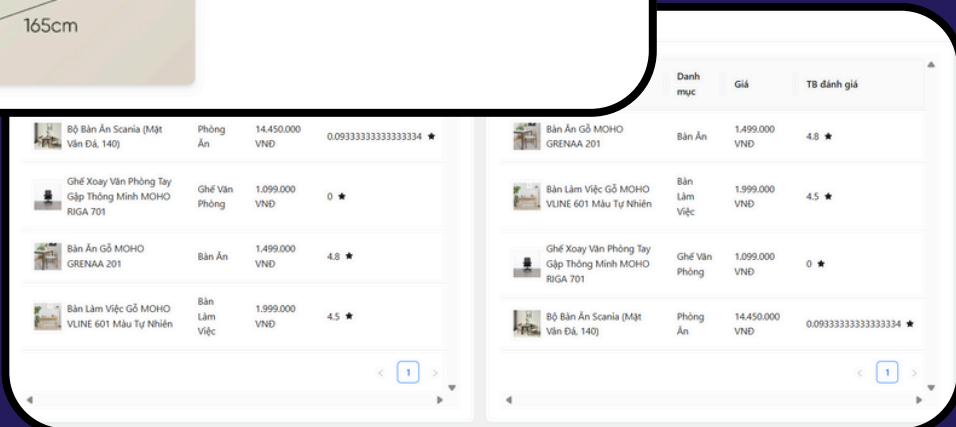 165cm
Bộ Bàn Ăn Scania (Mặt
Vân Đá, 140)
Phòng
Ăn
14.450.000
VNĐ
0.09333333333333334 ★
Ghế Xoay Văn Phòng Tay
Gập Thông Minh MOHO
RIGA 701
Ghế Văn
Phòng
1.099.000
VNĐ
0 ★
Bàn Ăn Gỗ MOHO
GRENAA 201
Bàn Ăn
1.499.000
VNĐ
4.8 ★
Bàn Làm Việc Gỗ MOHO
VLINE 601 Màu Tự Nhiên
Bàn
Làm
Việc
1.999.000
VNĐ
4.5 ★
< 1 >
Danh
mục
Giá
TB đánh giá
Bàn Ăn Gỗ MOHO
GRENAA 201
Bàn Ăn
1.499.000
VNĐ
4.8 ★
Bàn Làm Việc Gỗ MOHO
VLINE 601 Màu Tự Nhiên
Bàn
Làm
Việc
1.999.000
VNĐ
4.5 ★
Ghế Xoay Văn Phòng Tay
Gập Thông Minh MOHO
RIGA 701
Ghế Văn
Phòng
1.099.000
VNĐ
0 ★
Bộ Bàn Ăn Scania (Mặt
Vân Đá, 140)
Phòng
Ăn
14.450.000
VNĐ
0.09333333333333334 ★
< 1 >